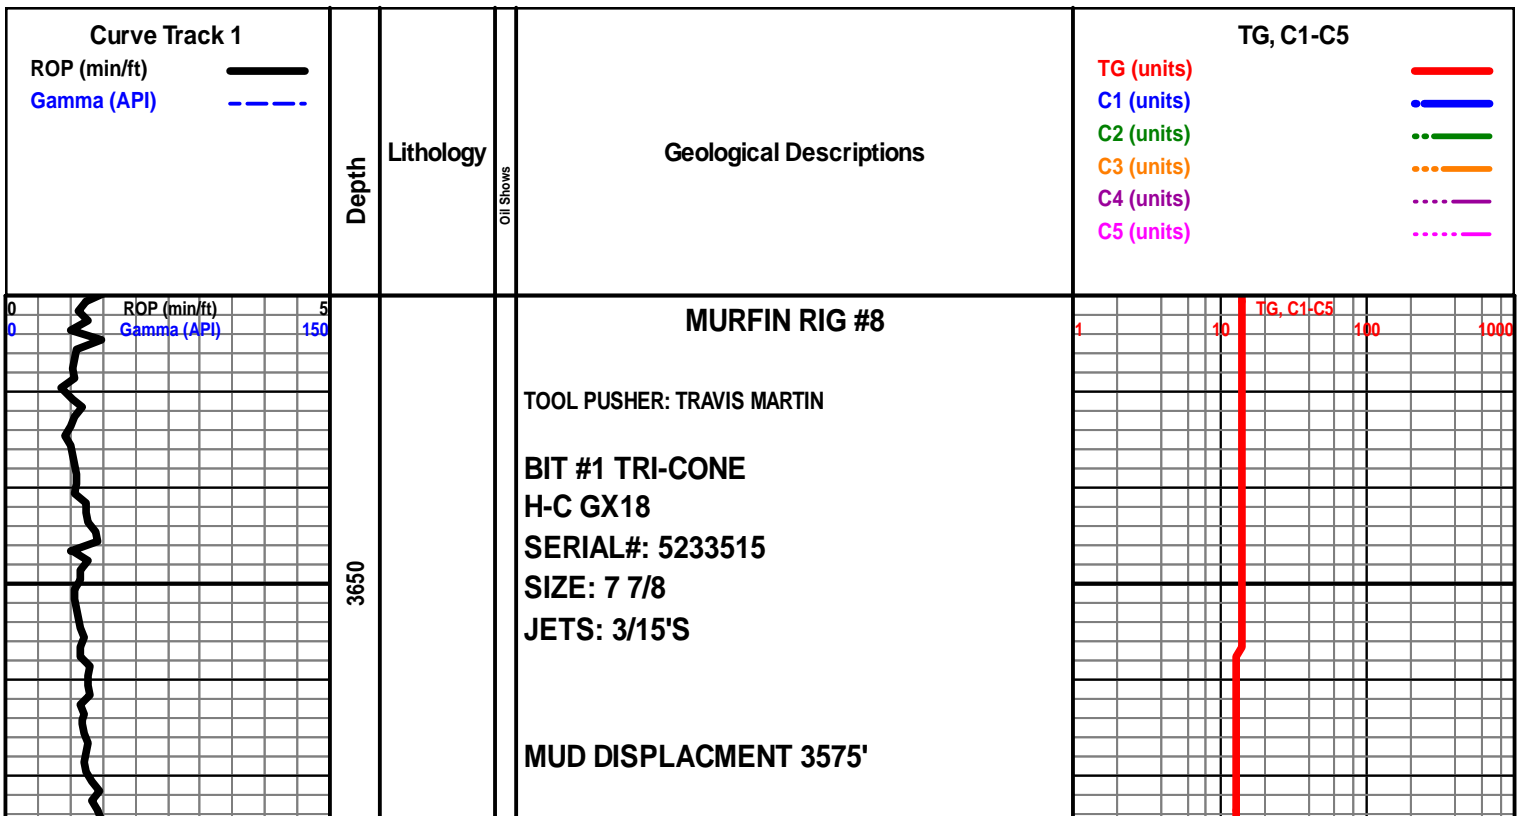 Curve Track 1
ROP (min/ft)
Gamma (API)
Depth
Lithology
Oil Shows
Geological Descriptions
TG, C1-C5
TG (units)
C1 (units)
C2 (units)
C3 (units)
C4 (units)
C5 (units)
0 ROP (min/ft) 5
0 Gamma (API) 150
3650
MURFIN RIG #8
TOOL PUSHER: TRAVIS MARTIN
BIT #1 TRI-CONE
H-C GX18
SERIAL#: 5233515
SIZE: 7 7/8
JETS: 3/15'S
MUD DISPLACMENT 3575'
TG, C1-C5
1 10 100 1000